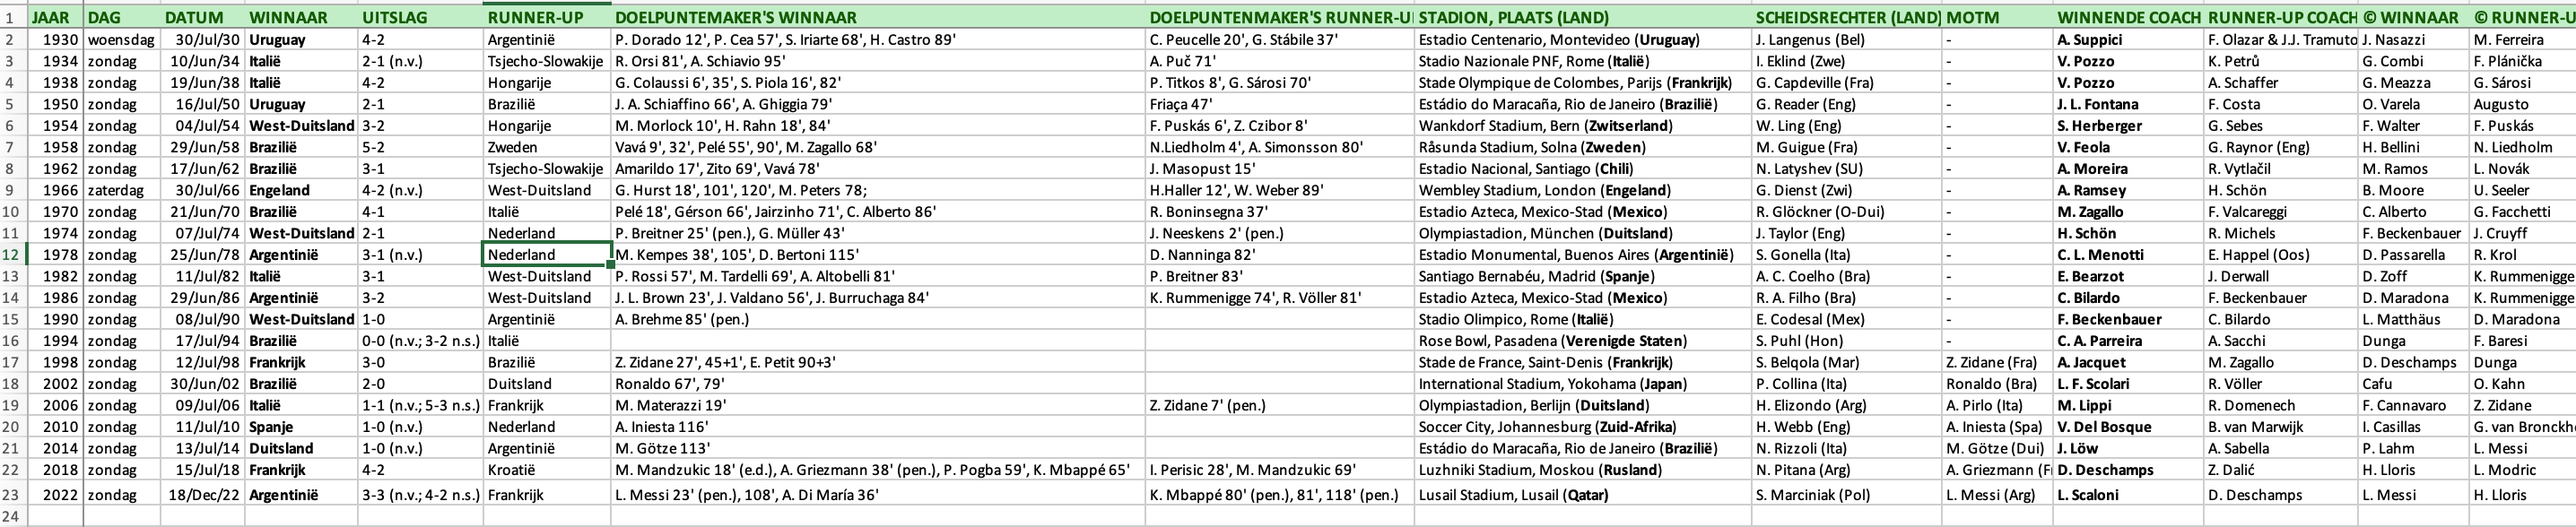 1 JAAR DAG DATUM WINNAAR UITSLAG RUNNER-UP DOELPUNTEMAKER'S WINNAAR DOELPUNTENMAKER'S RUNNER-U STADION, PLAATS (LAND) SCHEIDSRECHTER (LAND) MOTM WINNENDE COACH RUNNER-UP COACH © WINNAAR © RUNNER-U
2 1930 woensdag 30/Jul/30 Uruguay 4-2 Argentinië P. Dorado 12', P. Cea 57', S. Iriarte 68', H. Castro 89' C. Peucelle 20', G. Stábile 37' Estadio Centenario, Montevideo (Uruguay) J. Langenus (Bel) - A. Suppici F. Olazar & J.J. Tramuto J. Nasazzi M. Ferreira
3 1934 zondag 10/Jun/34 Italië 2-1 (n.v.) Tsjecho-Slowakije R. Orsi 81', A. Schiavio 95' A. Puč 71' Stadio Nazionale PNF, Rome (Italië) I. Eklind (Zwe) - V. Pozzo K. Petrů G. Combi F. Plánička
4 1938 zondag 19/Jun/38 Italië 4-2 Hongarije G. Colaussi 6', 35', S. Piola 16', 82' P. Titkos 8', G. Sárosi 70' Stade Olympique de Colombes, Parijs (Frankrijk) G. Capdeville (Fra) - V. Pozzo A. Schaffer G. Meazza G. Sárosi
5 1950 zondag 16/Jul/50 Uruguay 2-1 Brazilië J. A. Schiaffino 66', A. Ghiggia 79' Friaça 47' Estádio do Maracaña, Rio de Janeiro (Brazilië) G. Reader (Eng) - J. L. Fontana F. Costa O. Varela Augusto
6 1954 zondag 04/Jul/54 West-Duitsland 3-2 Hongarije M. Morlock 10', H. Rahn 18', 84' F. Puskás 6', Z. Czibor 8' Wankdorf Stadium, Bern (Zwitserland) W. Ling (Eng) - S. Herberger G. Sebes F. Walter F. Puskás
7 1958 zondag 29/Jun/58 Brazilië 5-2 Zweden Vavá 9', 32', Pelé 55', 90', M. Zagallo 68' N.Liedholm 4', A. Simonsson 80' Råsunda Stadium, Solna (Zweden) M. Guigue (Fra) - V. Feola G. Raynor (Eng) H. Bellini N. Liedholm
8 1962 zondag 17/Jun/62 Brazilië 3-1 Tsjecho-Slowakije Amarildo 17', Zito 69', Vavá 78' J. Masopust 15' Estadio Nacional, Santiago (Chili) N. Latyshev (SU) - A. Moreira R. Vytlačil M. Ramos L. Novák
9 1966 zaterdag 30/Jul/66 Engeland 4-2 (n.v.) West-Duitsland G. Hurst 18', 101', 120', M. Peters 78; H.Haller 12', W. Weber 89' Wembley Stadium, London (Engeland) G. Dienst (Zwi) - A. Ramsey H. Schön B. Moore U. Seeler
10 1970 zondag 21/Jun/70 Brazilië 4-1 Italië Pelé 18', Gérson 66', Jairzinho 71', C. Alberto 86' R. Boninsegna 37' Estadio Azteca, Mexico-Stad (Mexico) R. Glöckner (O-Dui) - M. Zagallo F. Valcareggi C. Alberto G. Facchetti
11 1974 zondag 07/Jul/74 West-Duitsland 2-1 Nederland P. Breitner 25' (pen.), G. Müller 43' J. Neeskens 2' (pen.) Olympiastadion, München (Duitsland) J. Taylor (Eng) - H. Schön R. Michels F. Beckenbauer J. Cruyff
12 1978 zondag 25/Jun/78 Argentinië 3-1 (n.v.) Nederland M. Kempes 38', 105', D. Bertoni 115' D. Nanninga 82' Estadio Monumental, Buenos Aires (Argentinië) S. Gonella (Ita) - C. L. Menotti E. Happel (Oos) D. Passarella R. Krol
13 1982 zondag 11/Jul/82 Italië 3-1 West-Duitsland P. Rossi 57', M. Tardelli 69', A. Altobelli 81' P. Breitner 83' Santiago Bernabéu, Madrid (Spanje) A. C. Coelho (Bra) - E. Bearzot J. Derwall D. Zoff K. Rummenigge
14 1986 zondag 29/Jun/86 Argentinië 3-2 West-Duitsland J. L. Brown 23', J. Valdano 56', J. Burruchaga 84' K. Rummenigge 74', R. Völler 81' Estadio Azteca, Mexico-Stad (Mexico) R. A. Filho (Bra) - C. Bilardo F. Beckenbauer D. Maradona K. Rummenigge
15 1990 zondag 08/Jul/90 West-Duitsland 1-0 Argentinië A. Brehme 85' (pen.) Stadio Olimpico, Rome (Italië) E. Codesal (Mex) - F. Beckenbauer C. Bilardo L. Matthäus D. Maradona
16 1994 zondag 17/Jul/94 Brazilië 0-0 (n.v.; 3-2 n.s.) Italië Rose Bowl, Pasadena (Verenigde Staten) S. Puhl (Hon) - C. A. Parreira A. Sacchi Dunga F. Baresi
17 1998 zondag 12/Jul/98 Frankrijk 3-0 Brazilië Z. Zidane 27', 45+1', E. Petit 90+3' Stade de France, Saint-Denis (Frankrijk) S. Belqola (Mar) Z. Zidane (Fra) A. Jacquet M. Zagallo D. Deschamps Dunga
18 2002 zondag 30/Jun/02 Brazilië 2-0 Duitsland Ronaldo 67', 79' International Stadium, Yokohama (Japan) P. Collina (Ita) Ronaldo (Bra) L. F. Scolari R. Völler Cafu O. Kahn
19 2006 zondag 09/Jul/06 Italië 1-1 (n.v.; 5-3 n.s.) Frankrijk M. Materazzi 19' Z. Zidane 7' (pen.) Olympiastadion, Berlijn (Duitsland) H. Elizondo (Arg) A. Pirlo (Ita) M. Lippi R. Domenech F. Cannavaro Z. Zidane
20 2010 zondag 11/Jul/10 Spanje 1-0 (n.v.) Nederland A. Iniesta 116' Soccer City, Johannesburg (Zuid-Afrika) H. Webb (Eng) A. Iniesta (Spa) V. Del Bosque B. van Marwijk I. Casillas G. van Bronckh
21 2014 zondag 13/Jul/14 Duitsland 1-0 (n.v.) Argentinië M. Götze 113' Estádio do Maracaña, Rio de Janeiro (Brazilië) N. Rizzoli (Ita) M. Götze (Dui) J. Löw A. Sabella P. Lahm L. Messi
22 2018 zondag 15/Jul/18 Frankrijk 4-2 Kroatië M. Mandzukic 18' (e.d.), A. Griezmann 38' (pen.), P. Pogba 59', K. Mbappé 65' I. Perisic 28', M. Mandzukic 69' Luzhniki Stadium, Moskou (Rusland) N. Pitana (Arg) A. Griezmann (Fr D. Deschamps Z. Dalić H. Lloris L. Modric
23 2022 zondag 18/Dec/22 Argentinië 3-3 (n.v.; 4-2 n.s.) Frankrijk L. Messi 23' (pen.), 108', A. Di María 36' K. Mbappé 80' (pen.), 81', 118' (pen.) Lusail Stadium, Lusail (Qatar) S. Marciniak (Pol) L. Messi (Arg) L. Scaloni D. Deschamps L. Messi H. Lloris
24